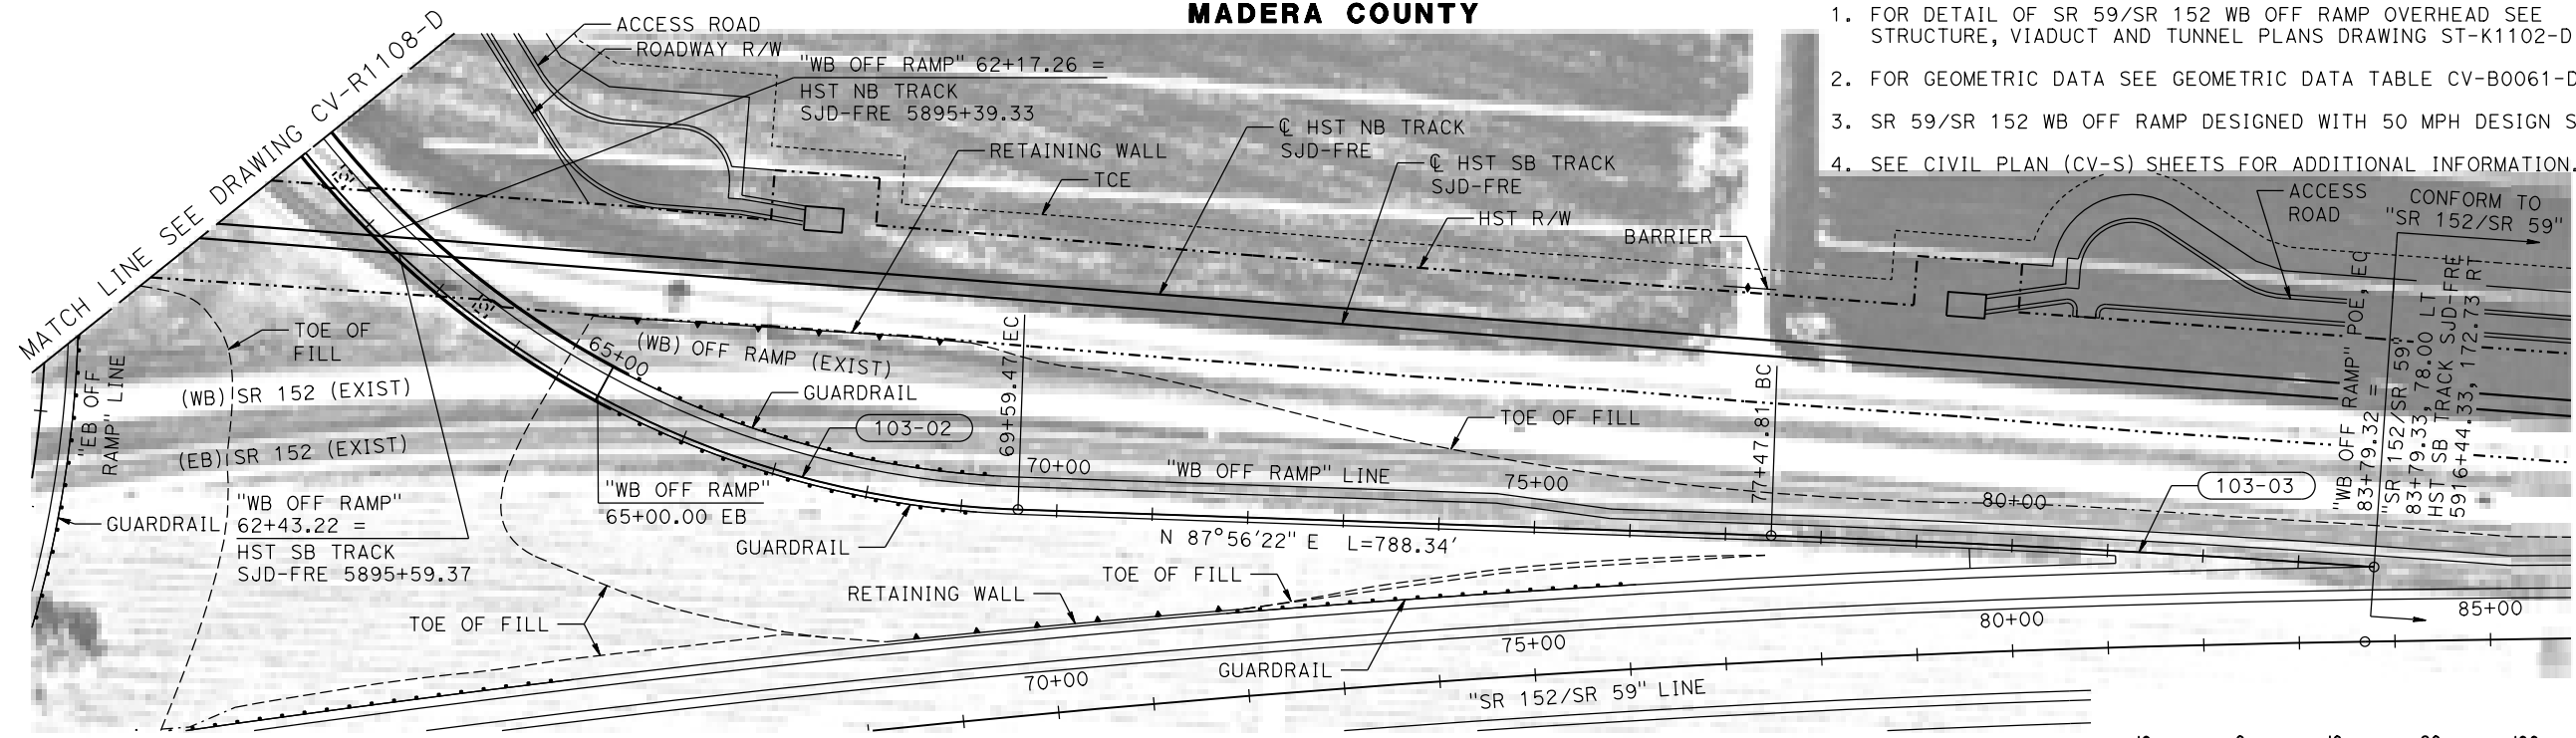 MADERA COUNTY
1. FOR DETAIL OF SR 59/SR 152 WB OFF RAMP OVERHEAD SEE
STRUCTURE, VIADUCT AND TUNNEL PLANS DRAWING ST-K1102-D
2. FOR GEOMETRIC DATA SEE GEOMETRIC DATA TABLE CV-B0061-D
3. SR 59/SR 152 WB OFF RAMP DESIGNED WITH 50 MPH DESIGN S
4. SEE CIVIL PLAN (CV-S) SHEETS FOR ADDITIONAL INFORMATION.
MATCH LINE SEE DRAWING CV-R1108-D
ACCESS ROAD
ROADWAY R/W
"WB OFF RAMP" 62+17.26 =
HST NB TRACK
SJD-FRE 5895+39.33
RETAINING WALL
TCE
℄ HST NB TRACK
SJD-FRE
℄ HST SB TRACK
SJD-FRE
HST R/W
BARRIER
ACCESS
ROAD
CONFORM TO
"SR 152/SR 59"
TOE OF
FILL
"EB OFF
RAMP" LINE
(WB) SR 152 (EXIST)
(EB) SR 152 (EXIST)
65+00
(WB) OFF RAMP (EXIST)
GUARDRAIL
103-02
69+59.47 EC
70+00
"WB OFF RAMP" LINE
75+00
TOE OF FILL
77+47.81 BC
80+00
103-03
"WB OFF RAMP" POE, EC
83+79.32 =
"SR 152/SR 59"
83+79.33, 78.00 LT
HST SB TRACK SJD-FRE
5916+44.33, 172.73 RT
GUARDRAIL
"WB OFF RAMP"
62+43.22 =
HST SB TRACK
SJD-FRE 5895+59.37
"WB OFF RAMP"
65+00.00 EB
GUARDRAIL
N 87°56'22" E L=788.34'
TOE OF FILL
RETAINING WALL
TOE OF FILL
GUARDRAIL
70+00
75+00
80+00
85+00
"SR 152/SR 59" LINE